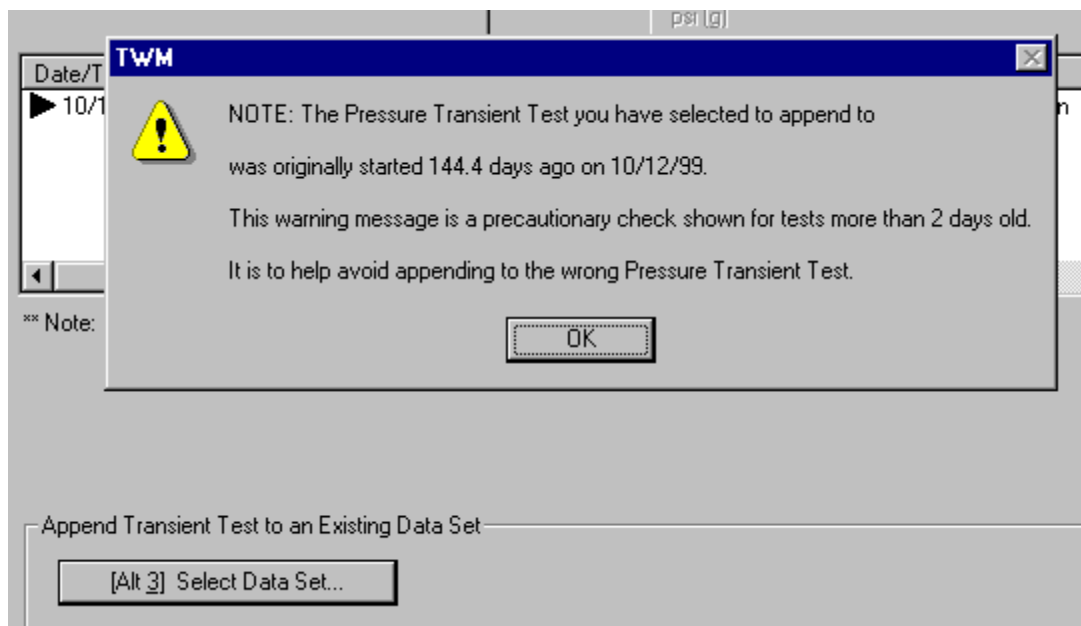 psi (g)
TWM
Date/T
10/1
n
NOTE: The Pressure Transient Test you have selected to append to
was originally started 144.4 days ago on 10/12/99.
This warning message is a precautionary check shown for tests more than 2 days old.
It is to help avoid appending to the wrong Pressure Transient Test.
** Note:
OK
Append Transient Test to an Existing Data Set
[Alt 3] Select Data Set...